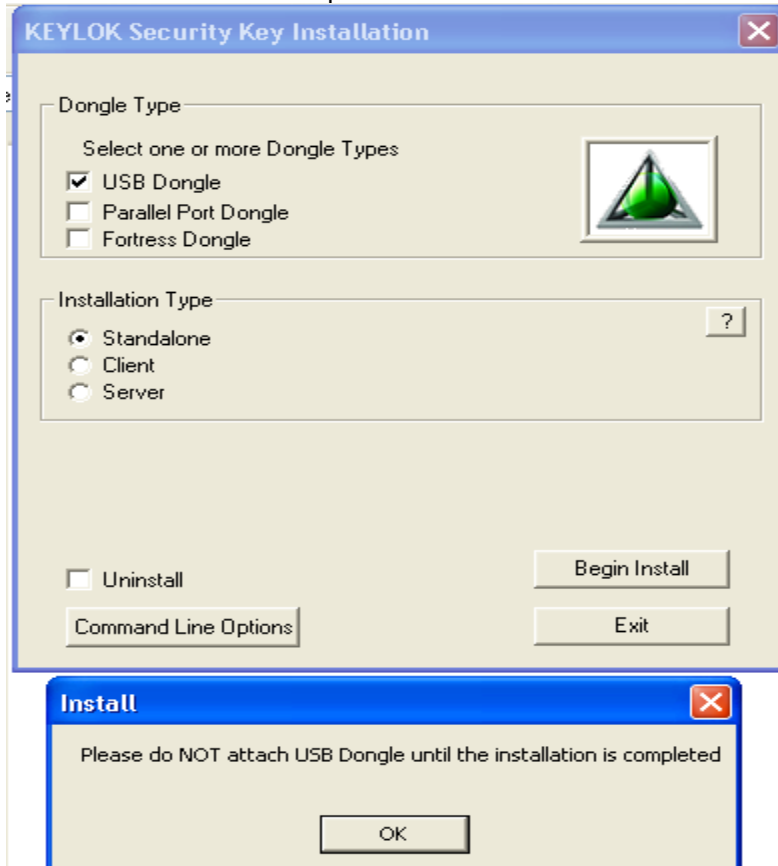 KEYLOK Security Key Installation
Dongle Type
Select one or more Dongle Types
USB Dongle
Parallel Port Dongle
Fortress Dongle
Installation Type
?
Standalone
Client
Server
Uninstall
Begin Install
Command Line Options
Exit
Install
Please do NOT attach USB Dongle until the installation is completed
OK